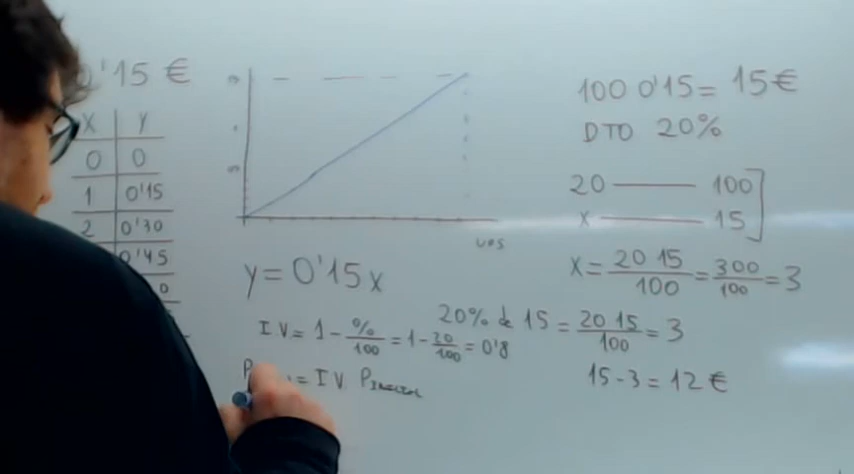 0'15 €
X Y
0 0
1 0'15
2 0'30
0'45
0
UDS
y = 0'15 x
IV = 1 - %/100 = 1 - 20/100 = 0'8
P = IV P INICIAL
100 0'15 = 15 €
DTO 20%
20 100
x 15
X = 20 15/100 = 300/100 = 3
20% de 15 = 20 15/100 = 3
15 - 3 = 12 €